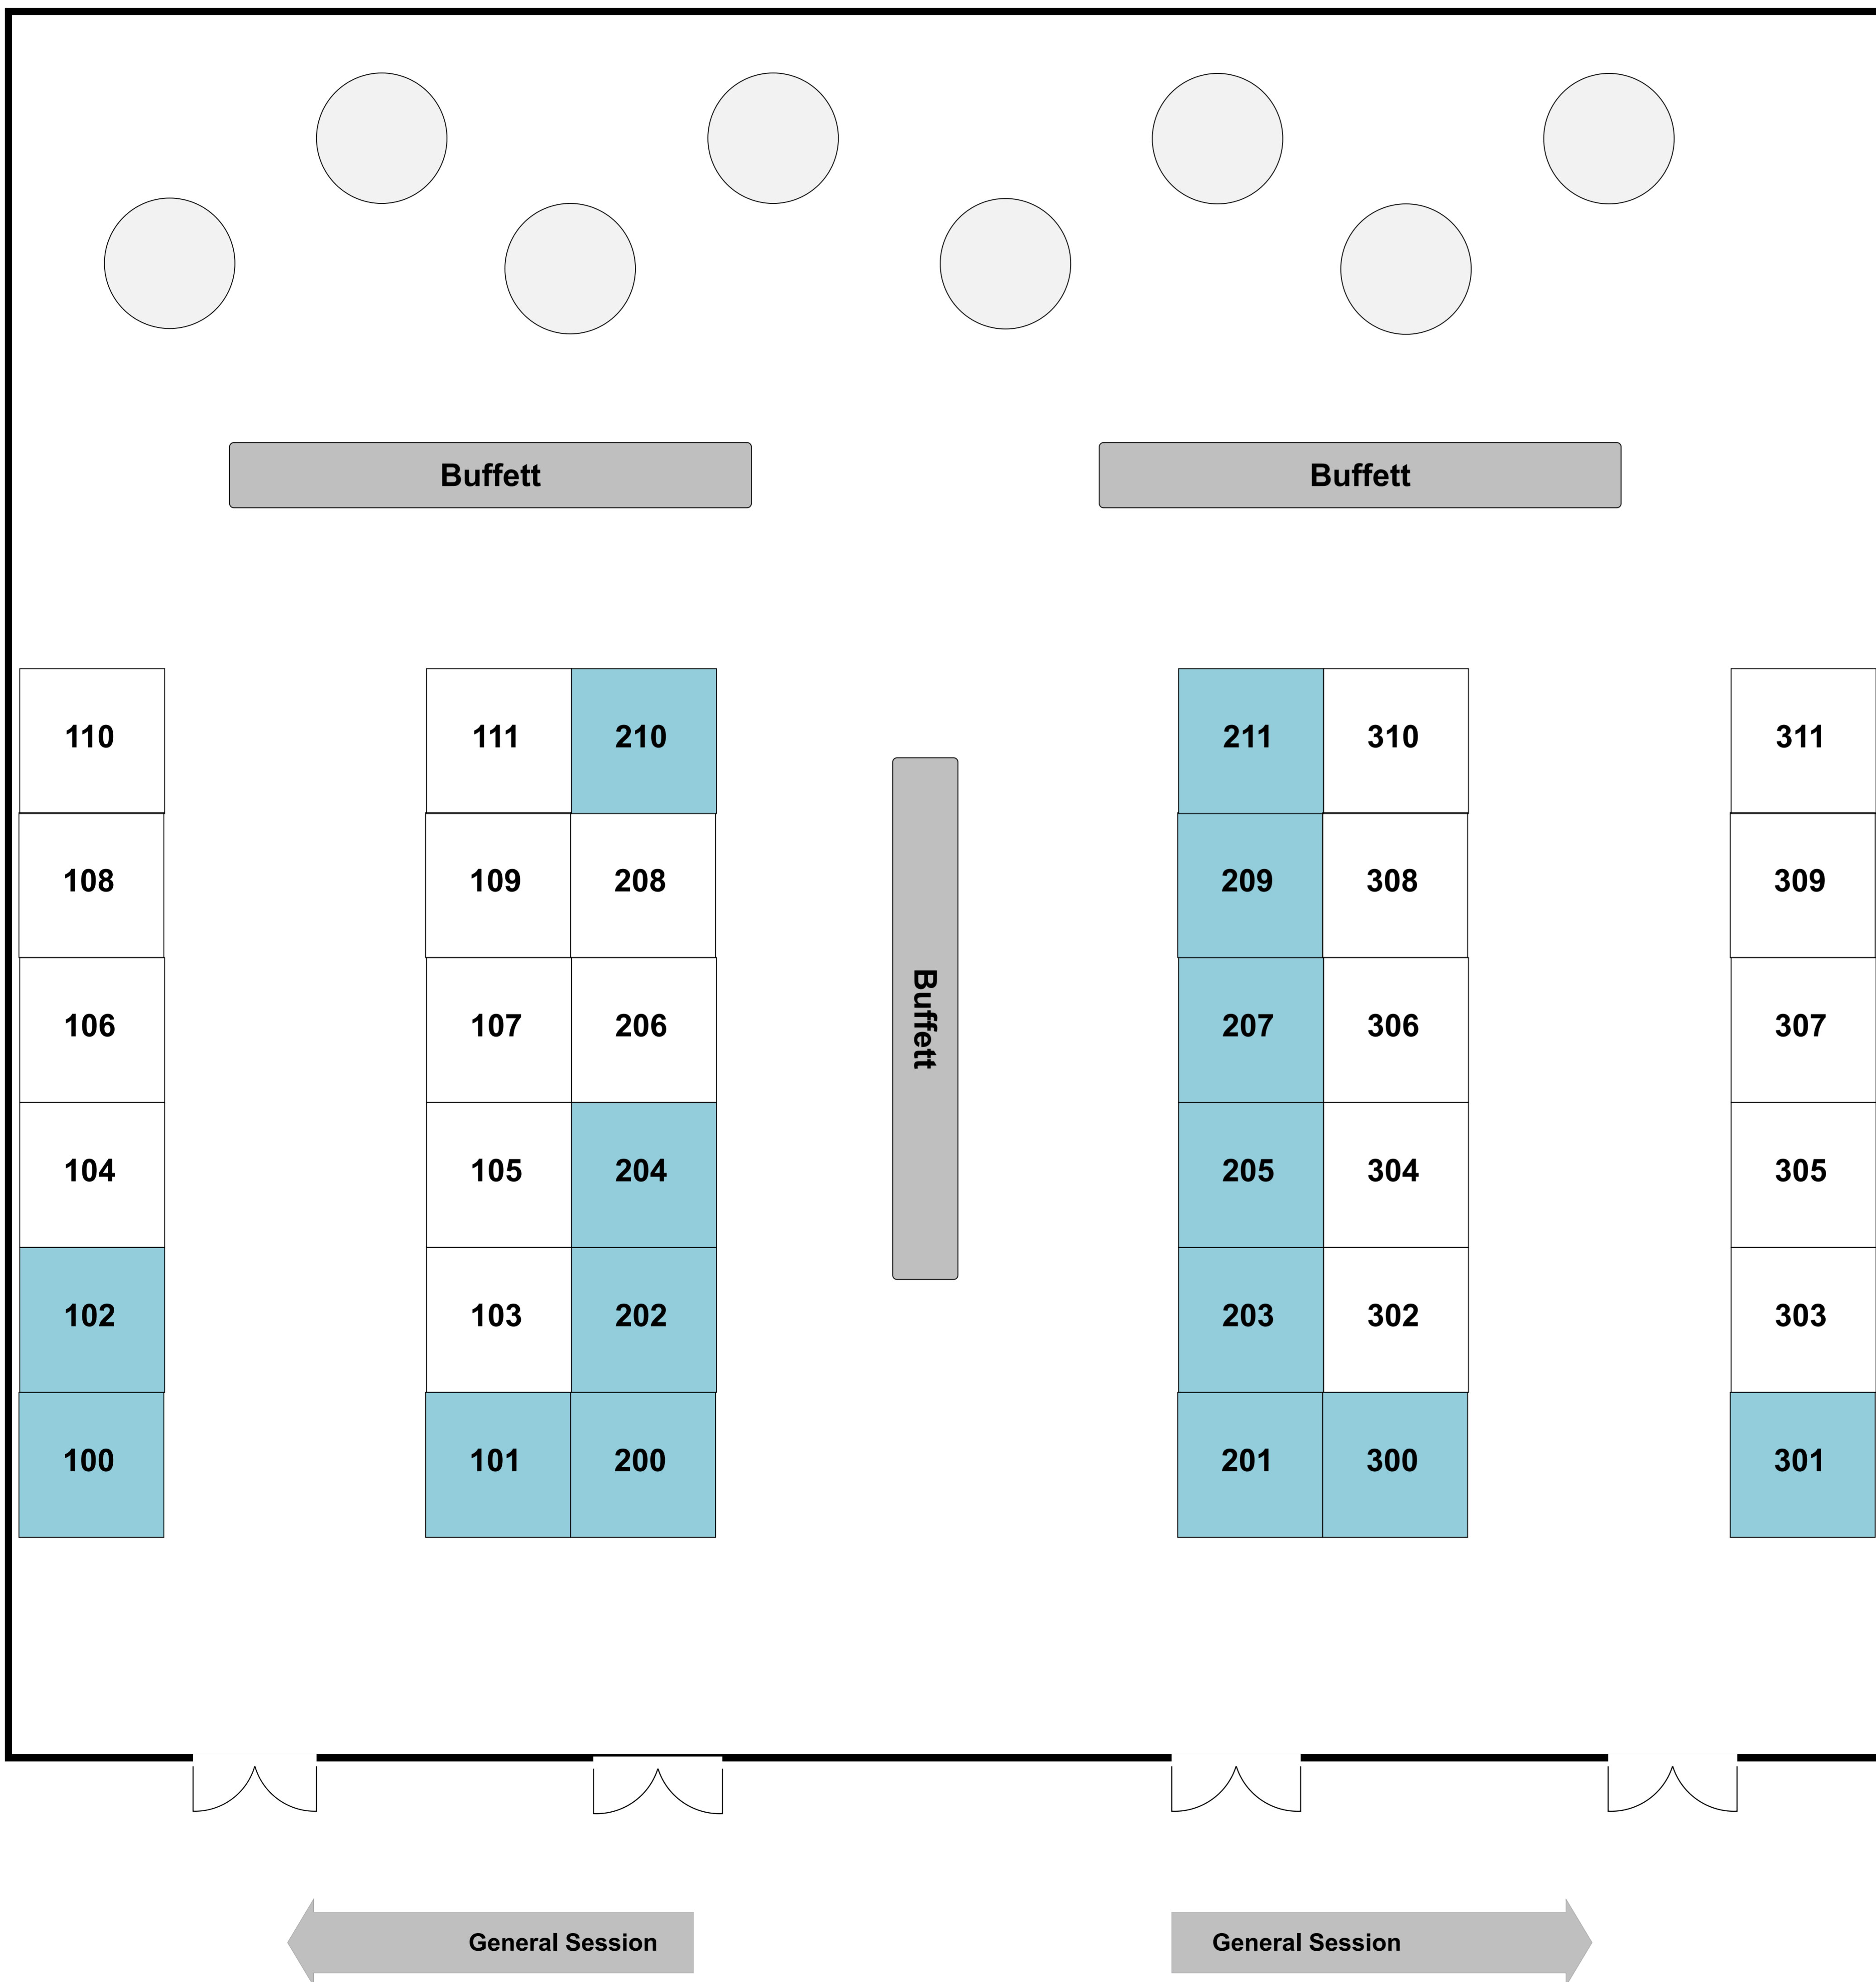 Buffett Buffett
110 111 210 211 310 311
108 109 208 209 308 309
Buffett
106 107 206 207 306 307
104 105 204 205 304 305
102 103 202 203 302 303
100 101 200 201 300 301
General Session General Session